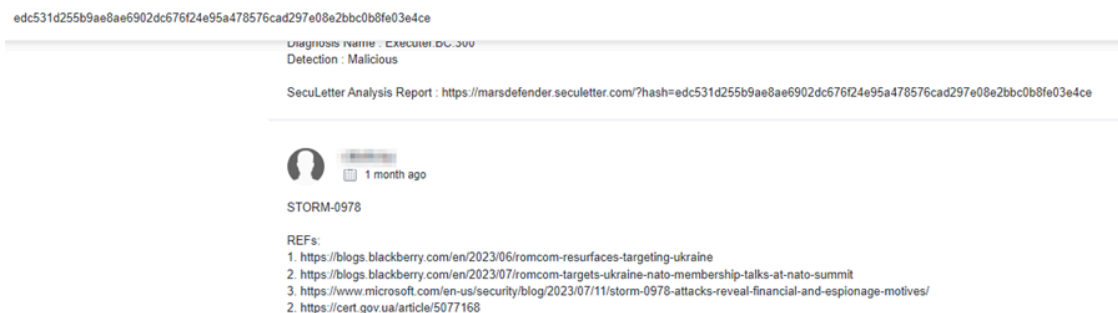 edc531d255b9ae8ae6902dc676f24e95a478576cad297e08e2bbc0b8fe03e4ce
Diagnosis Name : Executer.BC.300
Detection : Malicious
SecuLetter Analysis Report : https://marsdefender.seculetter.com/?hash=edc531d255b9ae8ae6902dc676f24e95a478576cad297e08e2bbc0b8fe03e4ce
1 month ago
STORM-0978
REFs:
1. https://blogs.blackberry.com/en/2023/06/romcom-resurfaces-targeting-ukraine
2. https://blogs.blackberry.com/en/2023/07/romcom-targets-ukraine-nato-membership-talks-at-nato-summit
3. https://www.microsoft.com/en-us/security/blog/2023/07/11/storm-0978-attacks-reveal-financial-and-espionage-motives/
2. https://cert.gov.ua/article/5077168